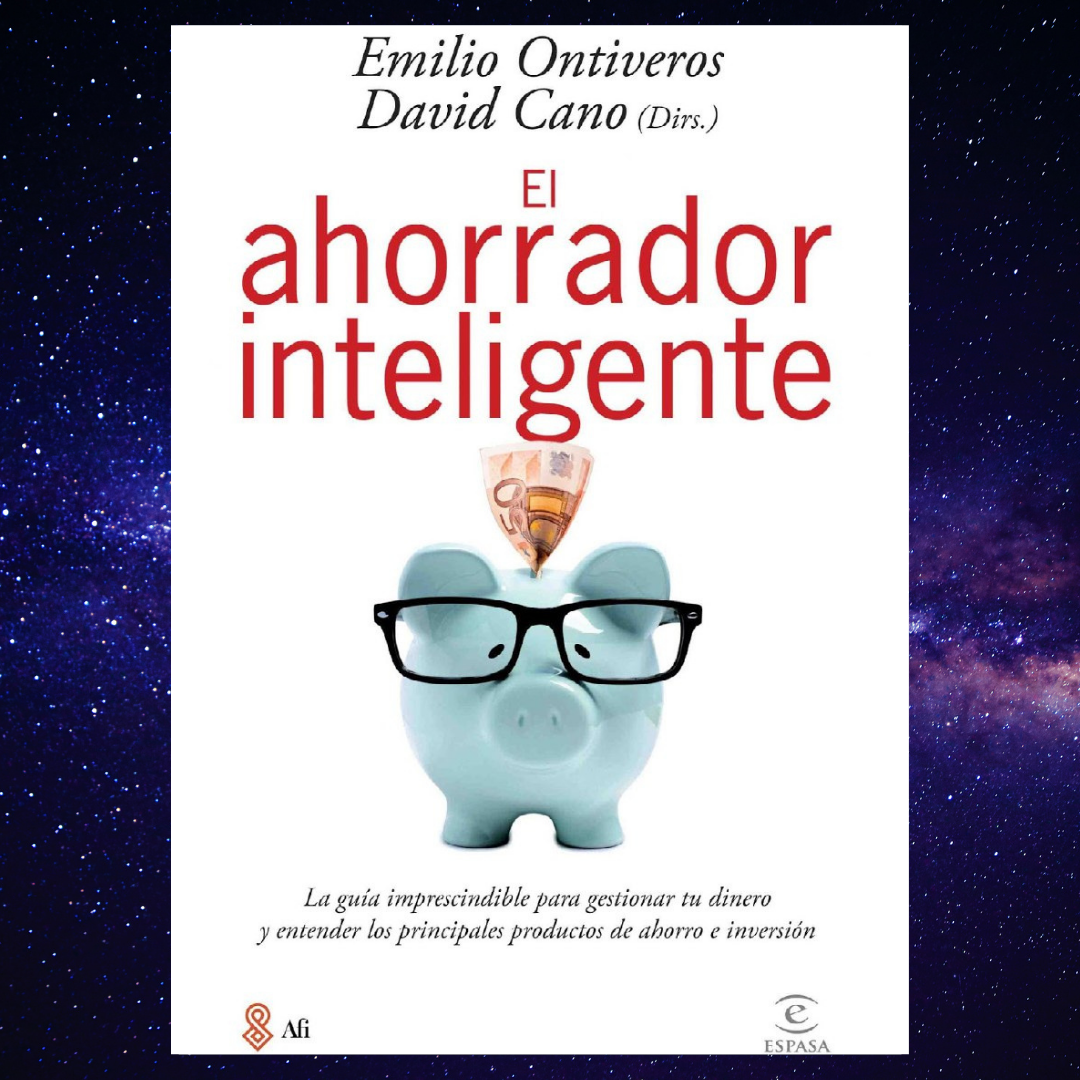 Emilio Ontiveros
David Cano (Dirs.)
El
ahorrador
inteligente
50
La guía imprescindible para gestionar tu dinero
y entender los principales productos de ahorro e inversión
Afi
e
ESPASA